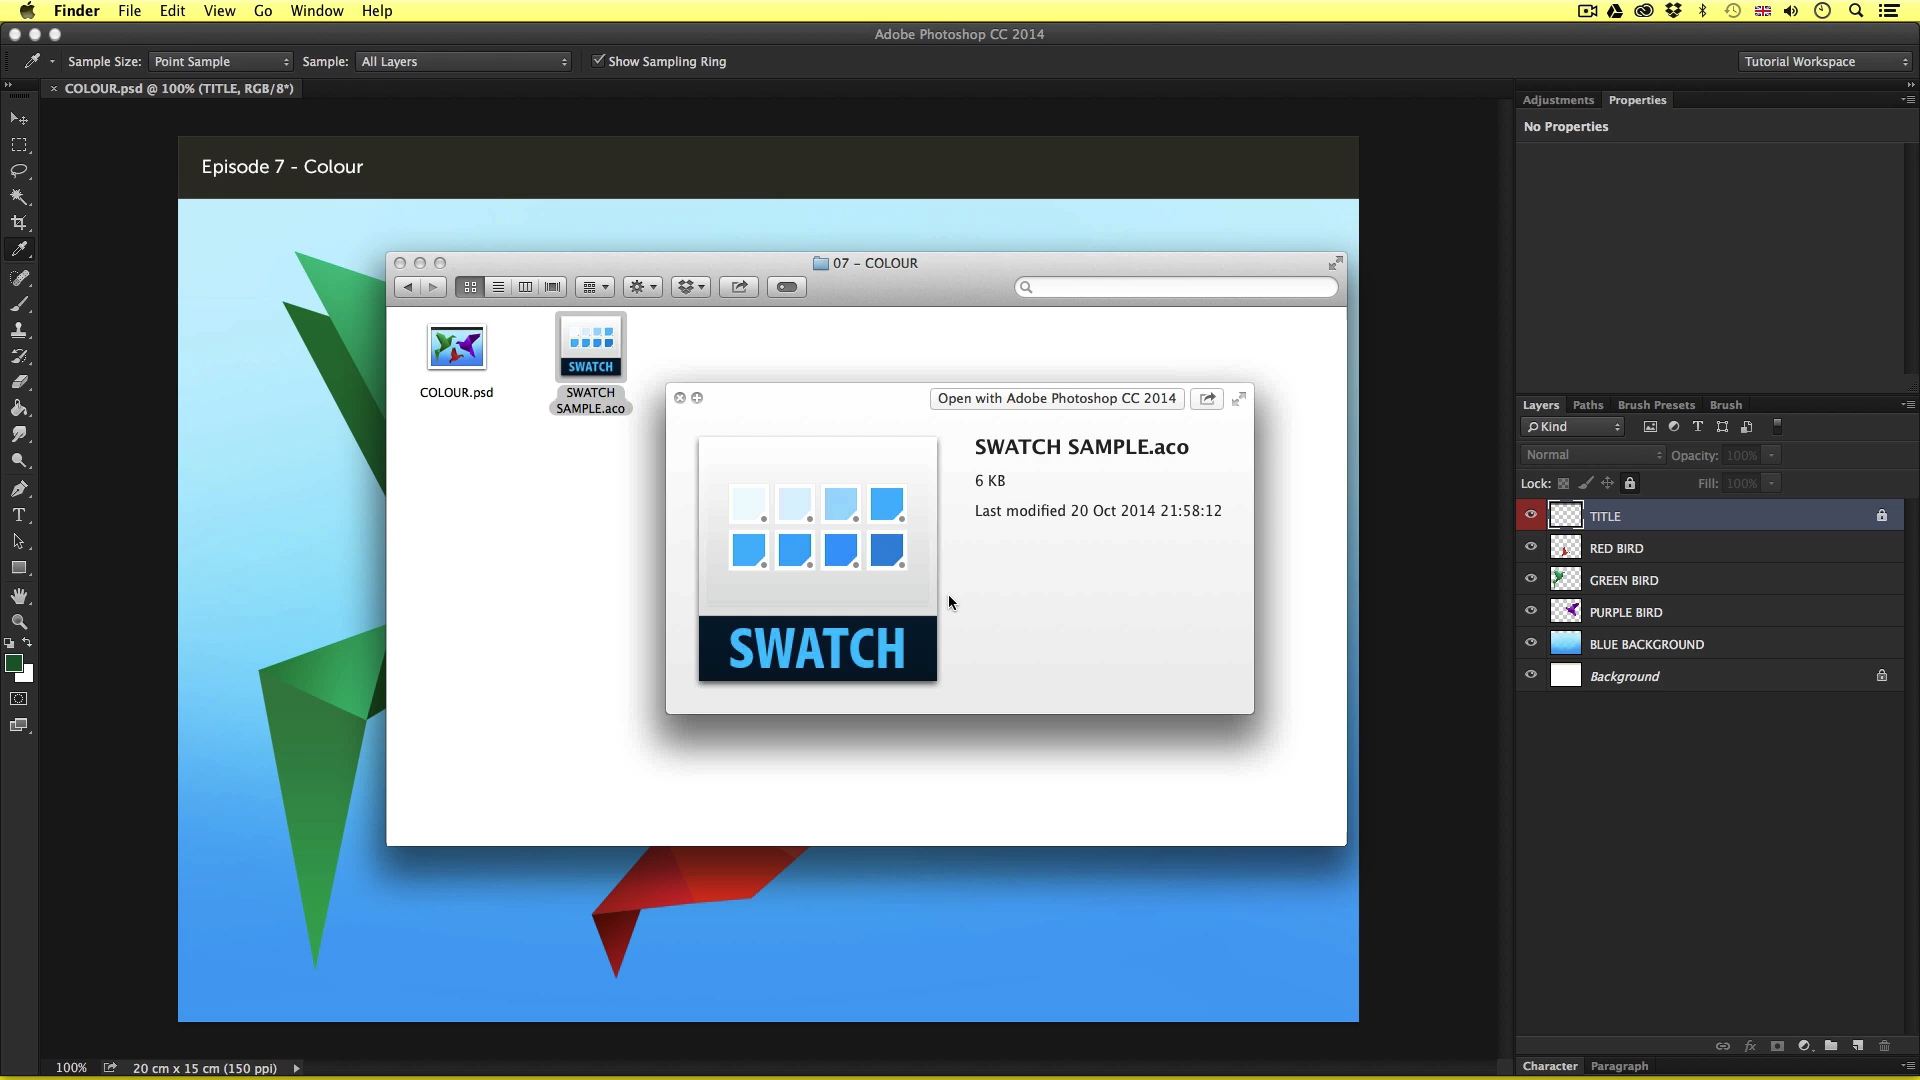 Finder File Edit View Go Window Help
Adobe Photoshop CC 2014
Sample Size: Point Sample Sample: All Layers Show Sampling Ring Tutorial Workspace
COLOUR.psd @ 100% (TITLE, RGB/8*)
Adjustments Properties
No Properties
Episode 7 - Colour
07 - COLOUR
COLOUR.psd
SWATCH
SWATCH
SAMPLE.aco
Open with Adobe Photoshop CC 2014
SWATCH SAMPLE.aco
6 KB
Last modified 20 Oct 2014 21:58:12
SWATCH
Layers Paths Brush Presets Brush
Kind
Normal Opacity: 100%
Lock: Fill: 100%
TITLE
RED BIRD
GREEN BIRD
PURPLE BIRD
BLUE BACKGROUND
Background
fx
100% 20 cm x 15 cm (150 ppi)
Character Paragraph